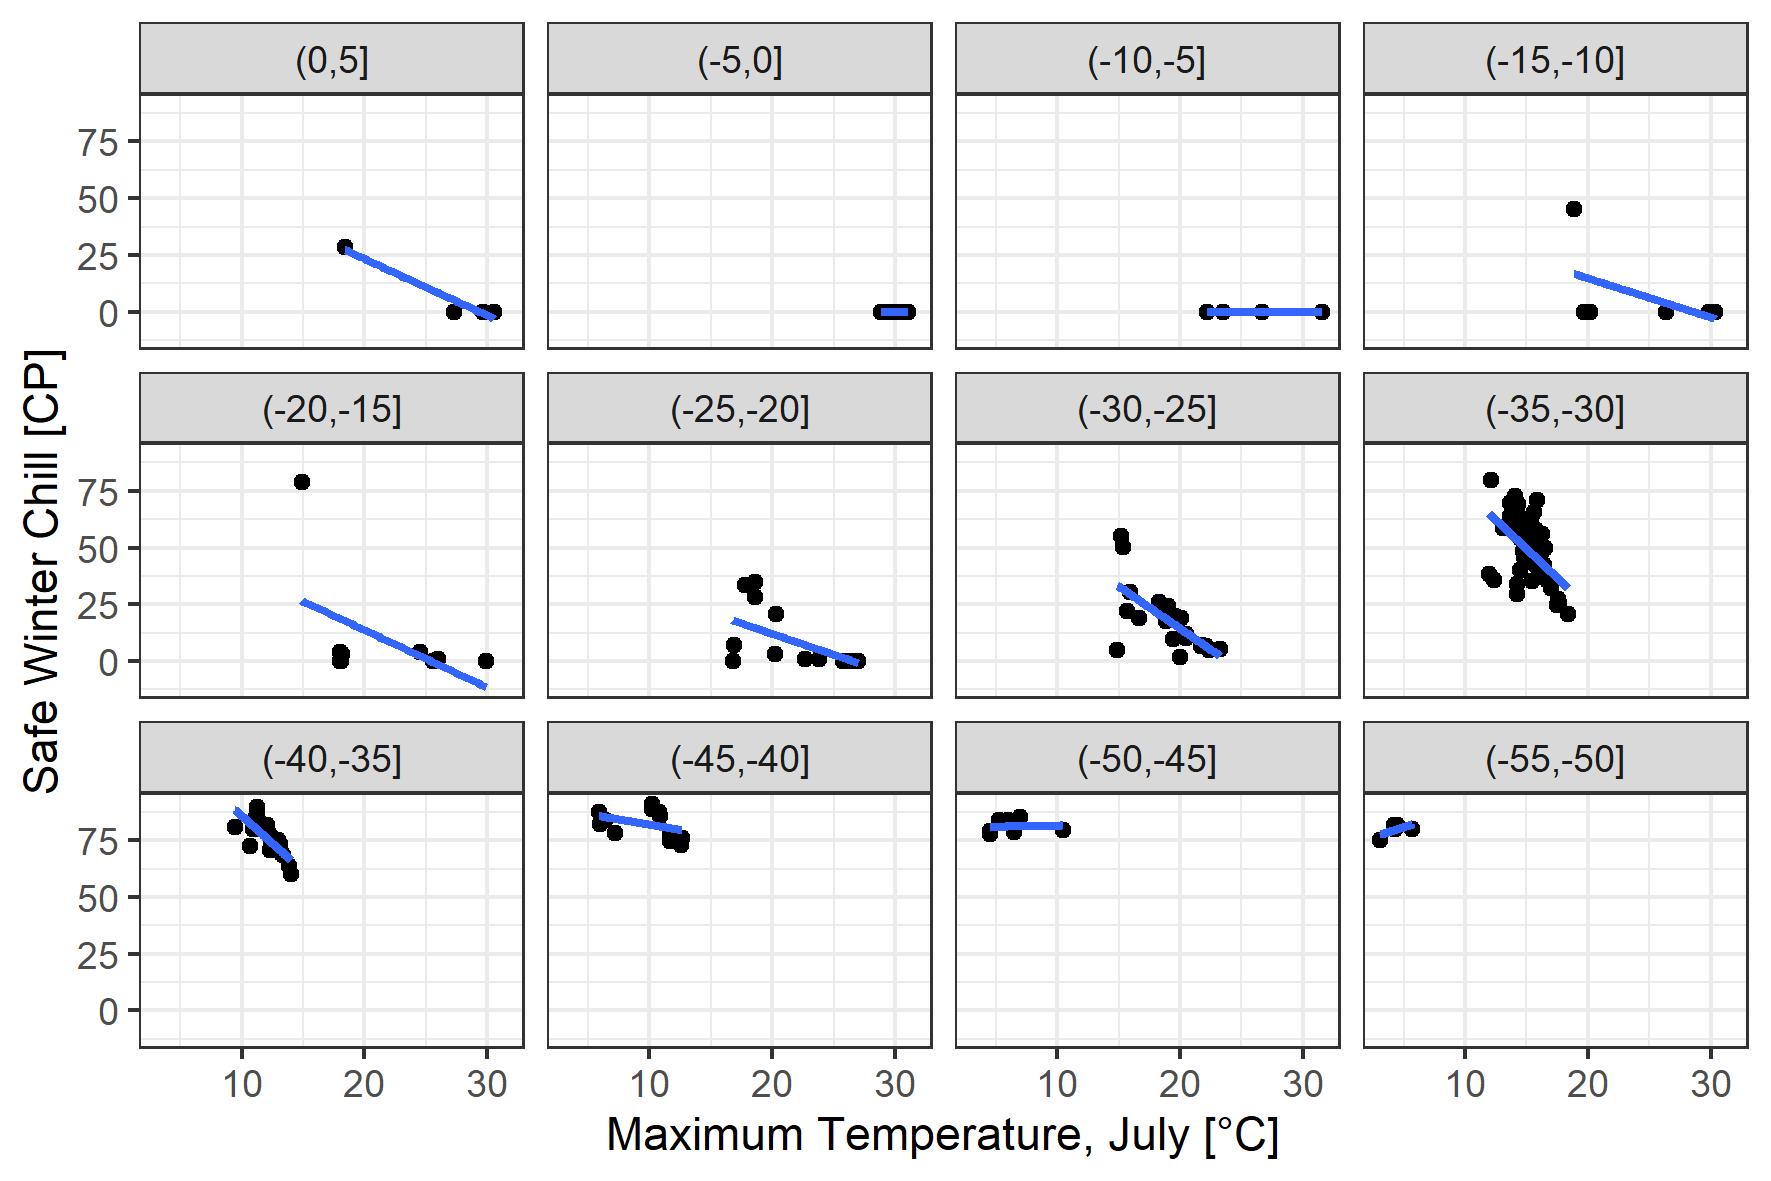 (0,5] (-5,0] (-10,-5] (-15,-10]
75
50
25
0
(-20,-15] (-25,-20] (-30,-25] (-35,-30]
75
50
25
0
(-40,-35] (-45,-40] (-50,-45] (-55,-50]
75
50
25
0
10 20 30 10 20 30 10 20 30 10 20 30
Maximum Temperature, July [°C]
Safe Winter Chill [CP]